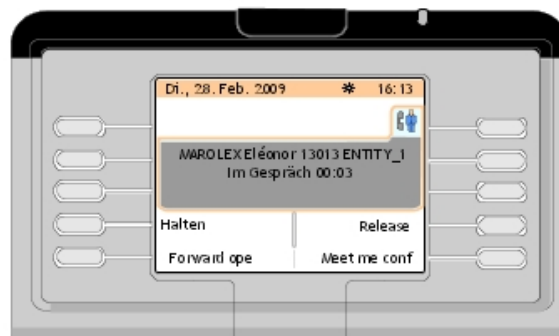 Di., 28. Feb. 2009 16:13
MAROLEX Eléonor 13013 ENTITY_1
Im Gespräch 00:03
Halten Release
Forward ope Meet me conf